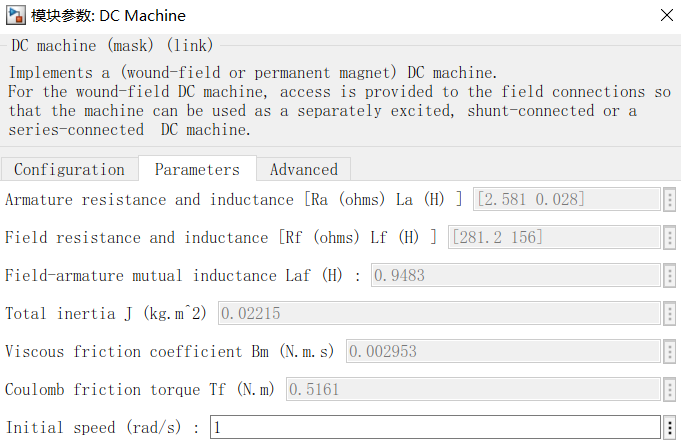 模块参数: DC Machine
DC machine (mask) (link)
Implements a (wound-field or permanent magnet) DC machine.
For the wound-field DC machine, access is provided to the field connections so
that the machine can be used as a separately excited, shunt-connected or a
series-connected  DC machine.
Configuration Parameters Advanced
Armature resistance and inductance [Ra (ohms) La (H) ] [2.581 0.028]
Field resistance and inductance [Rf (ohms) Lf (H) ] [281.2 156]
Field-armature mutual inductance Laf (H) : 0.9483
Total inertia J (kg.m^2) 0.02215
Viscous friction coefficient Bm (N.m.s) 0.002953
Coulomb friction torque Tf (N.m) 0.5161
Initial speed (rad/s) : 1